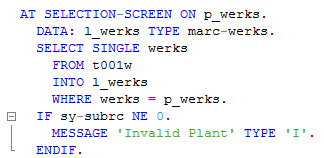 AT SELECTION-SCREEN ON p_werks.
DATA: l_werks TYPE marc-werks.
SELECT SINGLE werks
FROM t001w
INTO l_werks
WHERE werks = p_werks.
IF sy-subrc NE 0.
MESSAGE 'Invalid Plant' TYPE 'I'.
ENDIF.